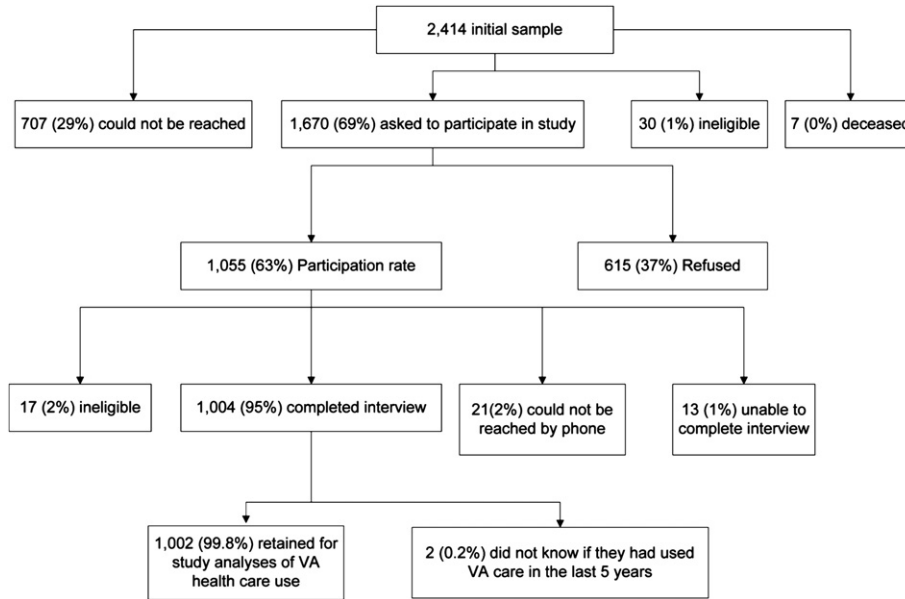 2,414 initial sample
707 (29%) could not be reached
1,670 (69%) asked to participate in study
30 (1%) ineligible
7 (0%) deceased
1,055 (63%) Participation rate
615 (37%) Refused
17 (2%) ineligible
1,004 (95%) completed interview
21(2%) could not be
reached by phone
13 (1%) unable to
complete interview
1,002 (99.8%) retained for
study analyses of VA
health care use
2 (0.2%) did not know if they had used
VA care in the last 5 years